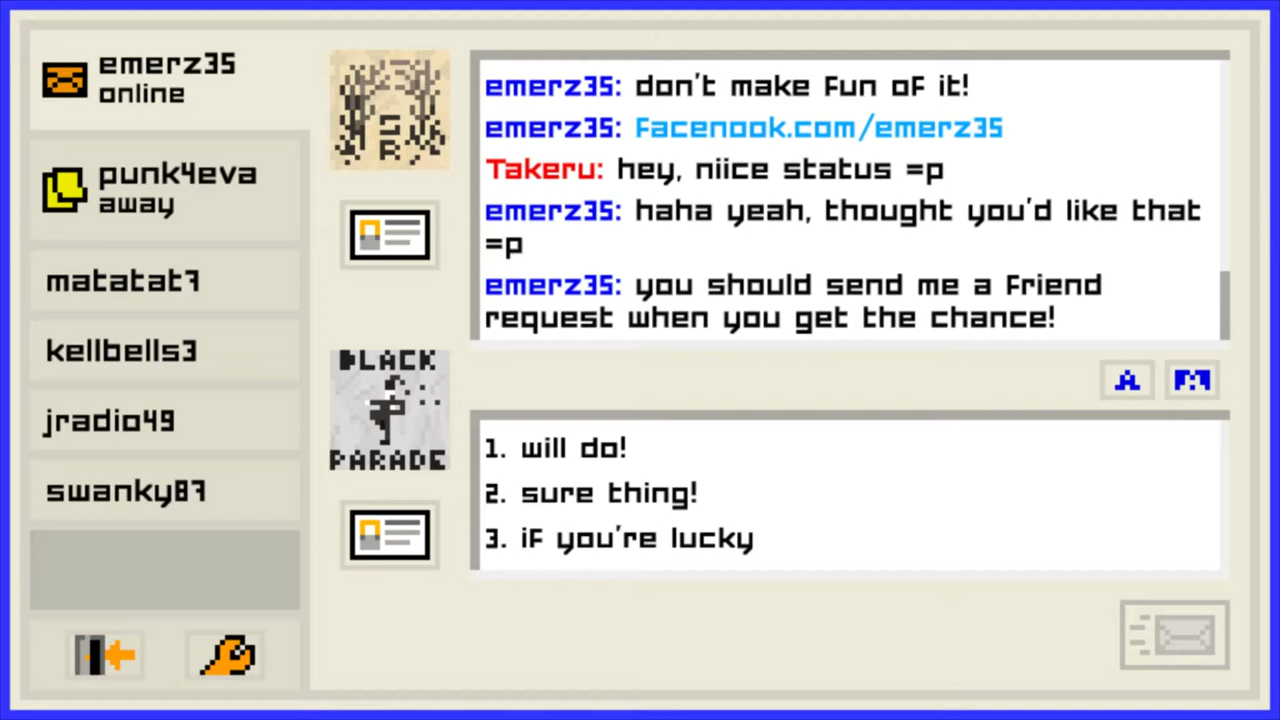 emerz35
online
punk4eva
away
matatat7
kellbells3
jradio49
swanky87
S
R
emerz35: don't make fun of it!
emerz35: Facenook.com/emerz35
Takeru: hey, niice status =p
emerz35: haha yeah, thought you'd like that
=p
emerz35: you should send me a friend
request when you get the chance!
A
BLACK
PARADE
1. will do!
2. sure thing!
3. if you're lucky